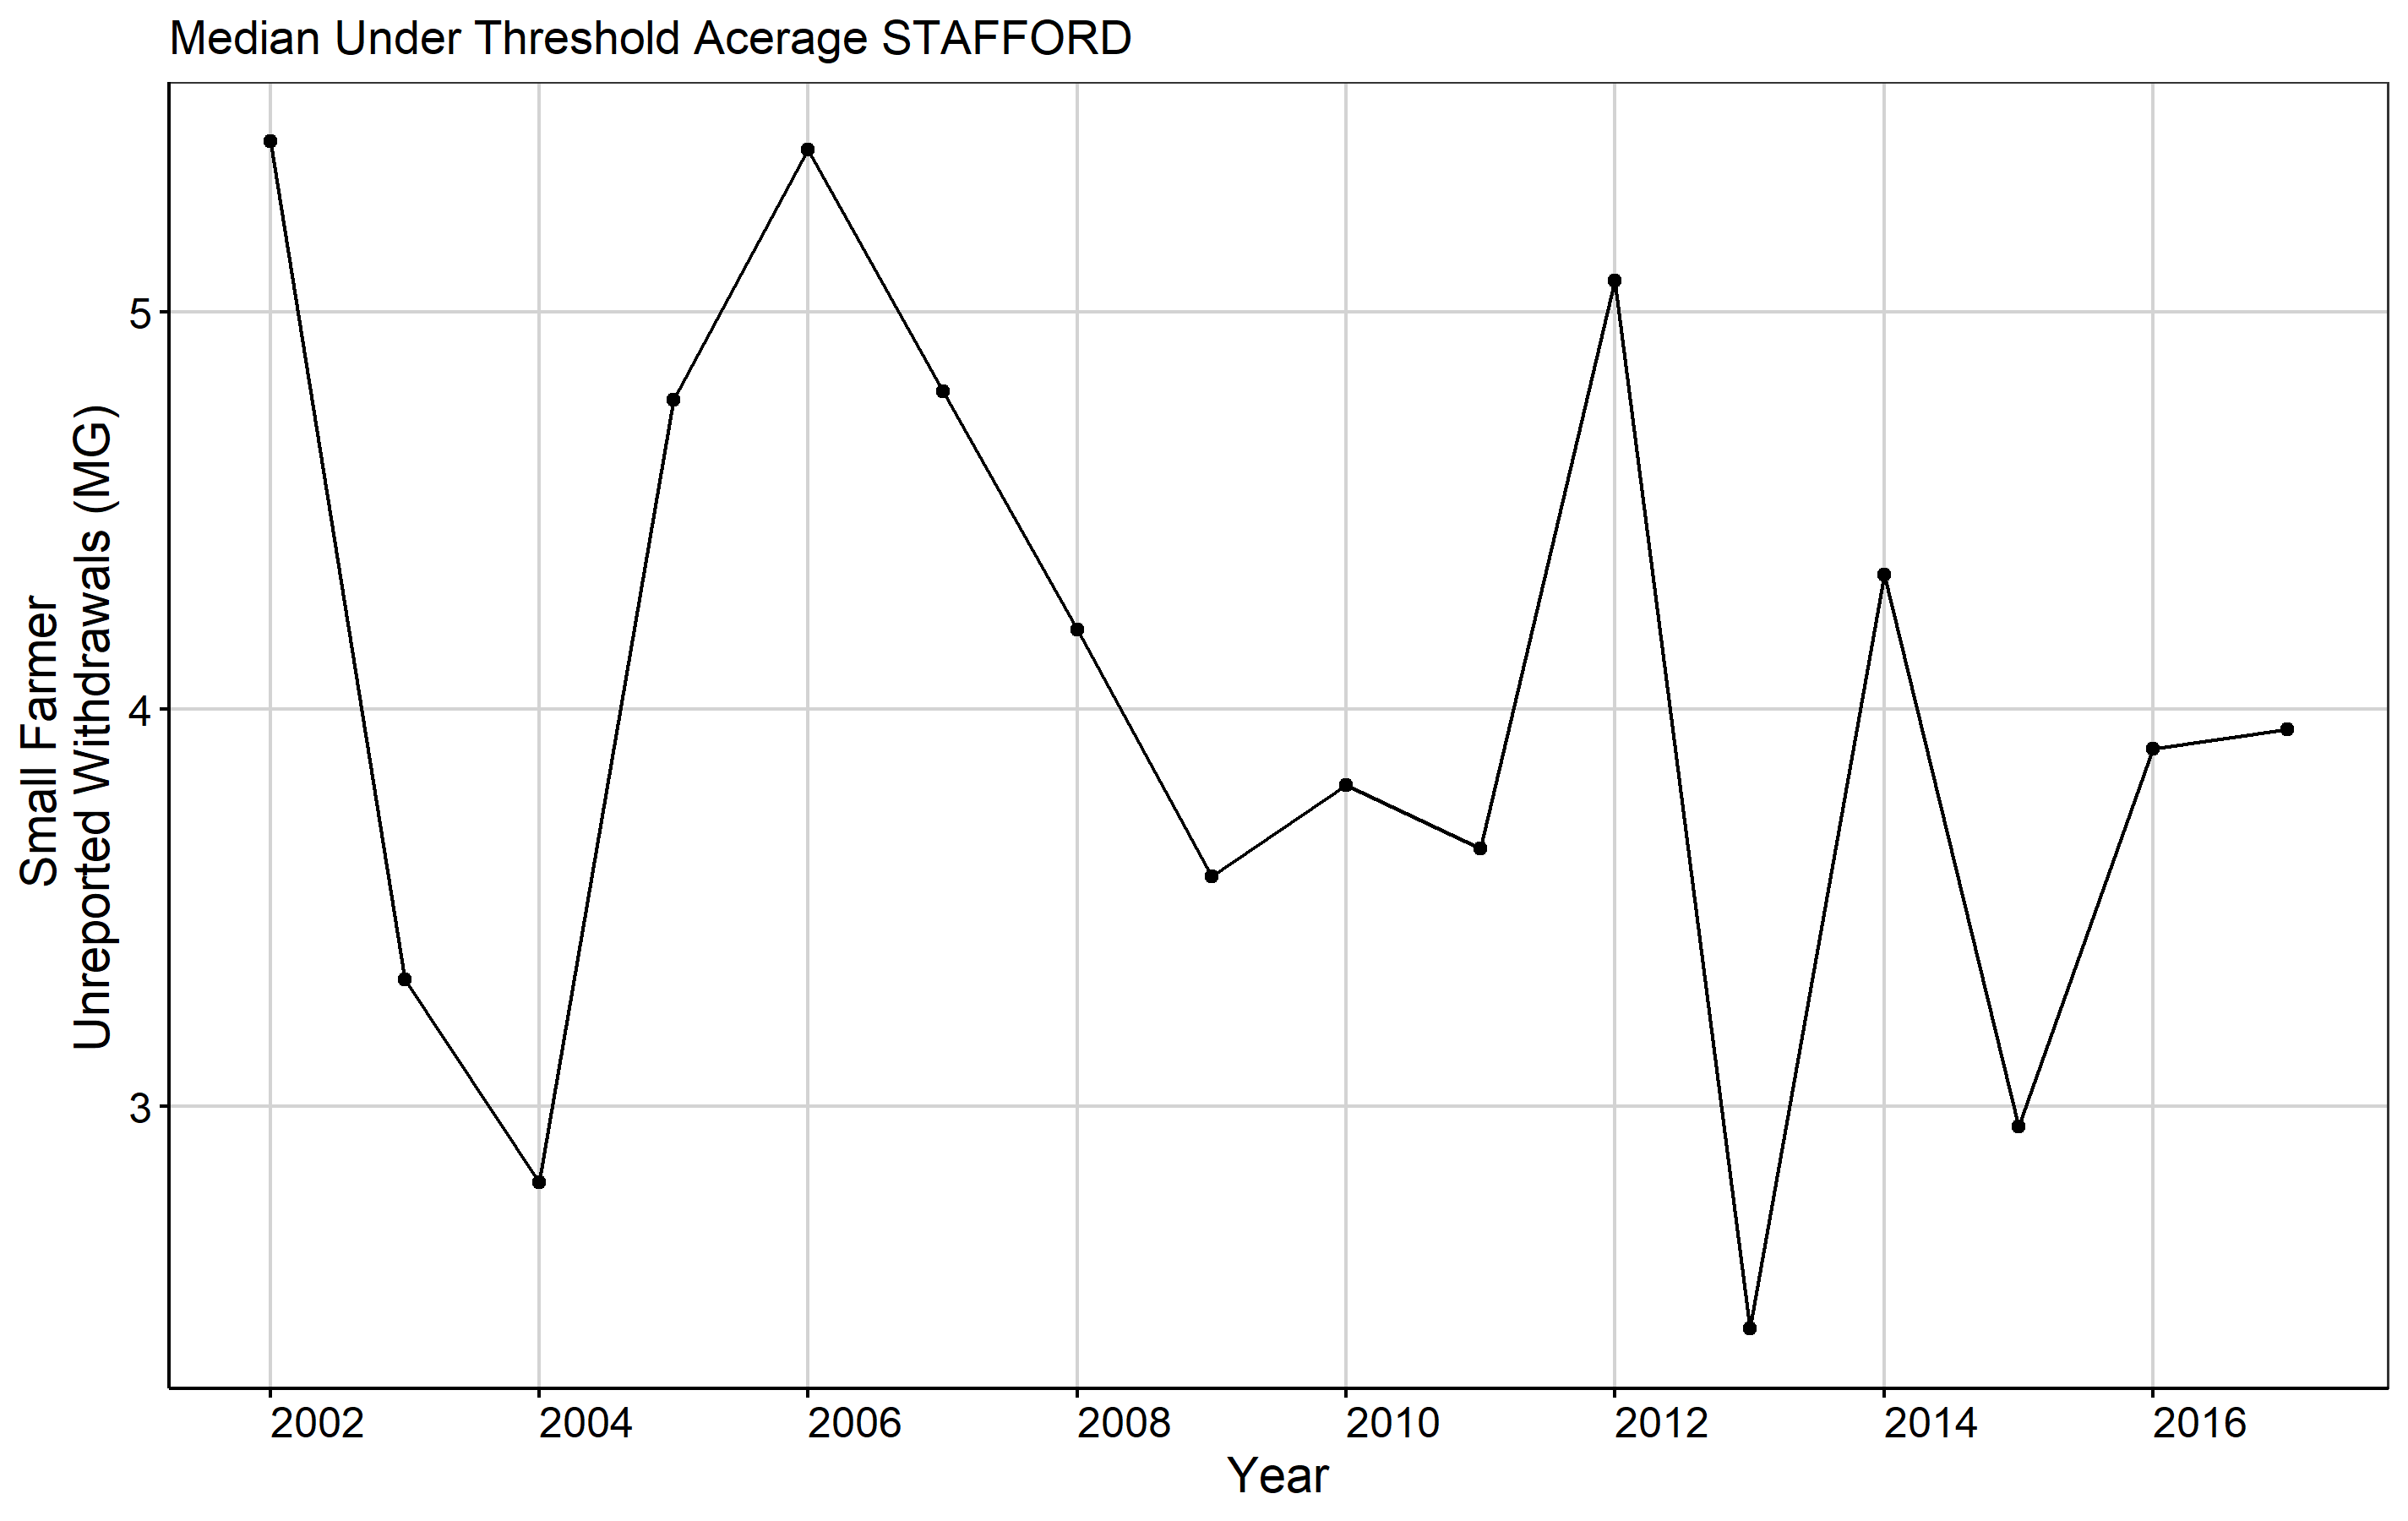 Median Under Threshold Acerage STAFFORD
Small Farmer
Unreported Withdrawals (MG)
5
4
3
2002 2004 2006 2008 2010 2012 2014 2016
Year